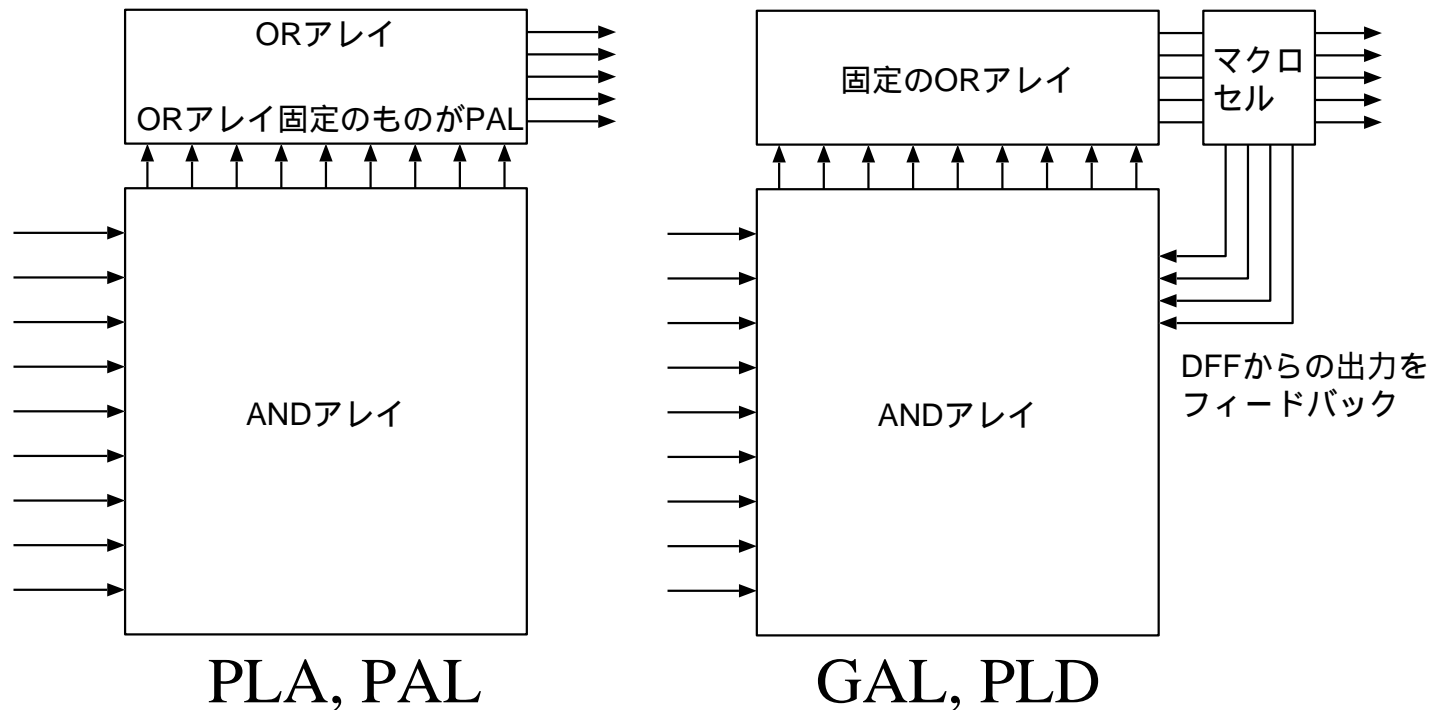 ORアレイ
ORアレイ固定のものがPAL
ANDアレイ
PLA, PAL
固定のORアレイ
マクロ
セル
DFFからの出力を
フィードバック
ANDアレイ
GAL, PLD